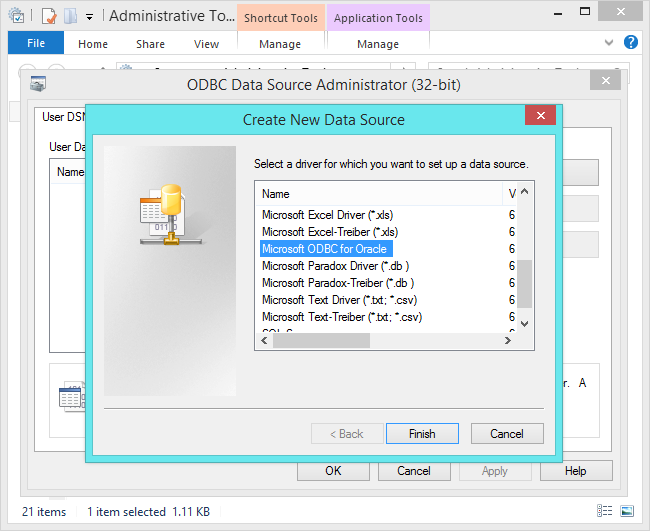 Administrative To...
Shortcut Tools
Application Tools
File
Home
Share
View
Manage
Manage
ODBC Data Source Administrator (32-bit)
User DSN
User Da
Name
Create New Data Source
Select a driver for which you want to set up a data source.
Name
V
Microsoft Excel Driver (*.xls)
6
Microsoft Excel-Treiber (*.xls)
6
Microsoft ODBC for Oracle
6
Microsoft Paradox Driver (*.db )
6
Microsoft Paradox-Treiber (*.db )
6
Microsoft Text Driver (*.txt; *.csv)
6
Microsoft Text-Treiber (*.txt; *.csv)
6
r. A
< Back
Finish
Cancel
OK
Cancel
Apply
Help
21 items
1 item selected 1.11 KB